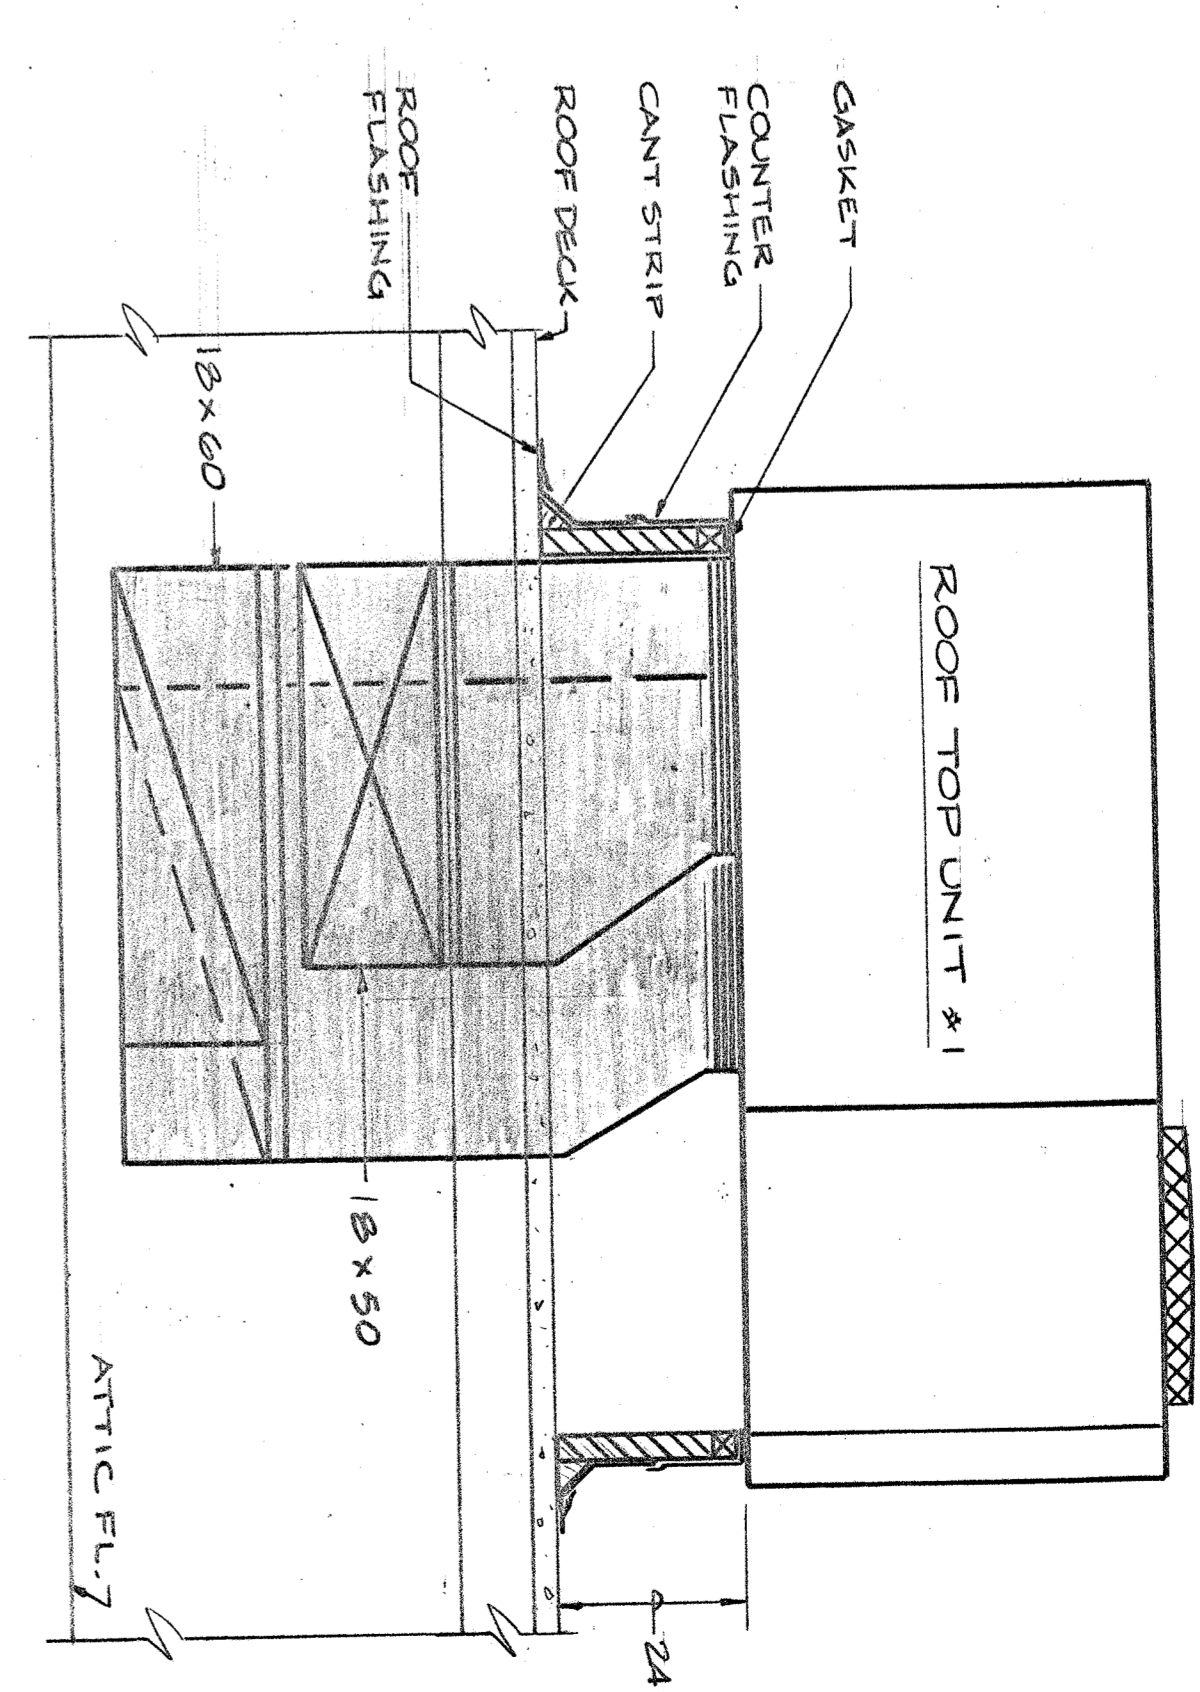 ROOF TOP UNIT #1
GASKET
COUNTER
FLASHING
CANT STRIP
ROOF DECK
ROOF
FLASHING
24
18 x 60
18 x 50
ATTIC FL.